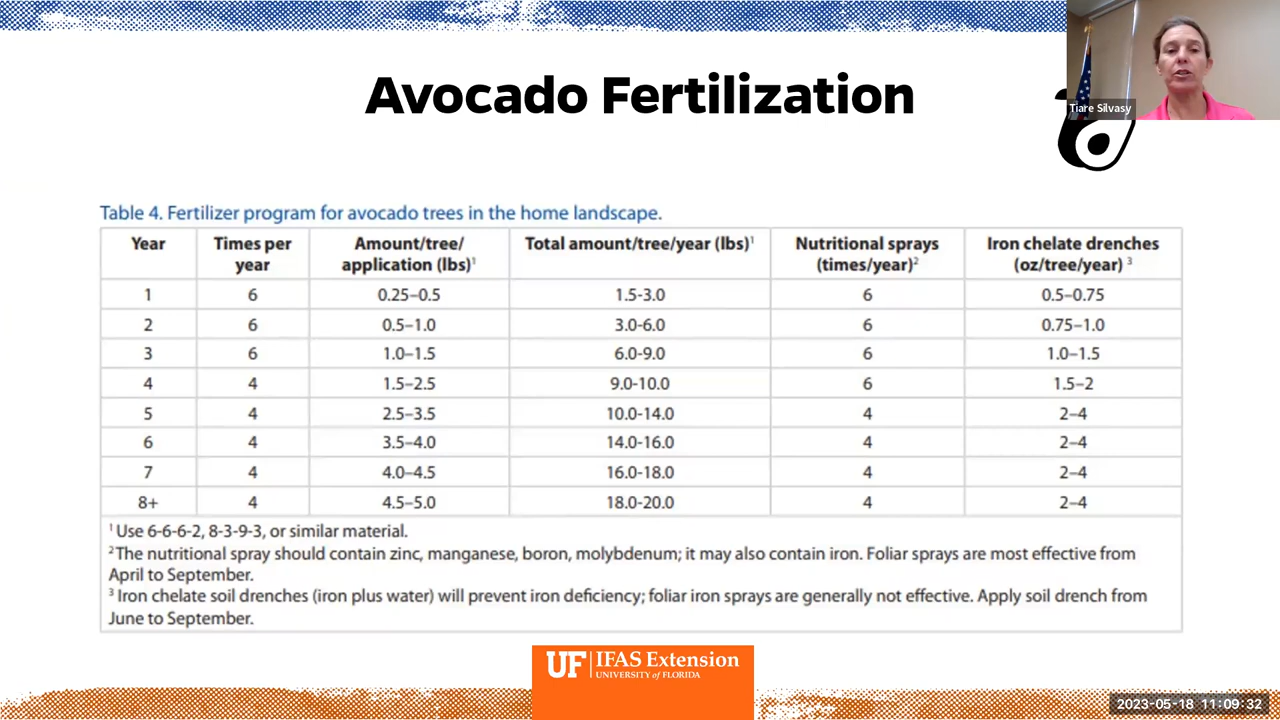 Avocado Fertilization
Tiare Silvasy
Table 4. Fertilizer program for avocado trees in the home landscape.
Year Times per year Amount/tree/application (lbs)¹ Total amount/tree/year (lbs)¹ Nutritional sprays (times/year)² Iron chelate drenches (oz/tree/year) ³
1 6 0.25–0.5 1.5-3.0 6 0.5–0.75
2 6 0.5–1.0 3.0-6.0 6 0.75–1.0
3 6 1.0–1.5 6.0-9.0 6 1.0–1.5
4 4 1.5–2.5 9.0-10.0 6 1.5–2
5 4 2.5–3.5 10.0-14.0 4 2–4
6 4 3.5–4.0 14.0-16.0 4 2–4
7 4 4.0–4.5 16.0-18.0 4 2–4
8+ 4 4.5–5.0 18.0-20.0 4 2–4
¹ Use 6-6-6-2, 8-3-9-3, or similar material.
² The nutritional spray should contain zinc, manganese, boron, molybdenum; it may also contain iron. Foliar sprays are most effective from
April to September.
³ Iron chelate soil drenches (iron plus water) will prevent iron deficiency; foliar iron sprays are generally not effective. Apply soil drench from
June to September.
UF IFAS Extension
UNIVERSITY of FLORIDA
2023-05-18 11:09:32